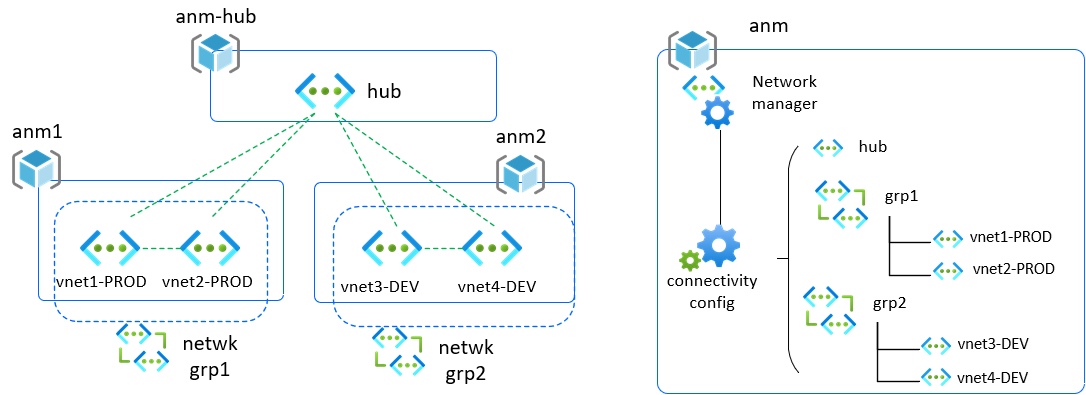 anm-hub
hub
anm1
anm2
vnet1-PROD
vnet2-PROD
vnet3-DEV
vnet4-DEV
netwk
grp1
netwk
grp2
anm
Network
manager
hub
grp1
vnet1-PROD
vnet2-PROD
connectivity
config
grp2
vnet3-DEV
vnet4-DEV